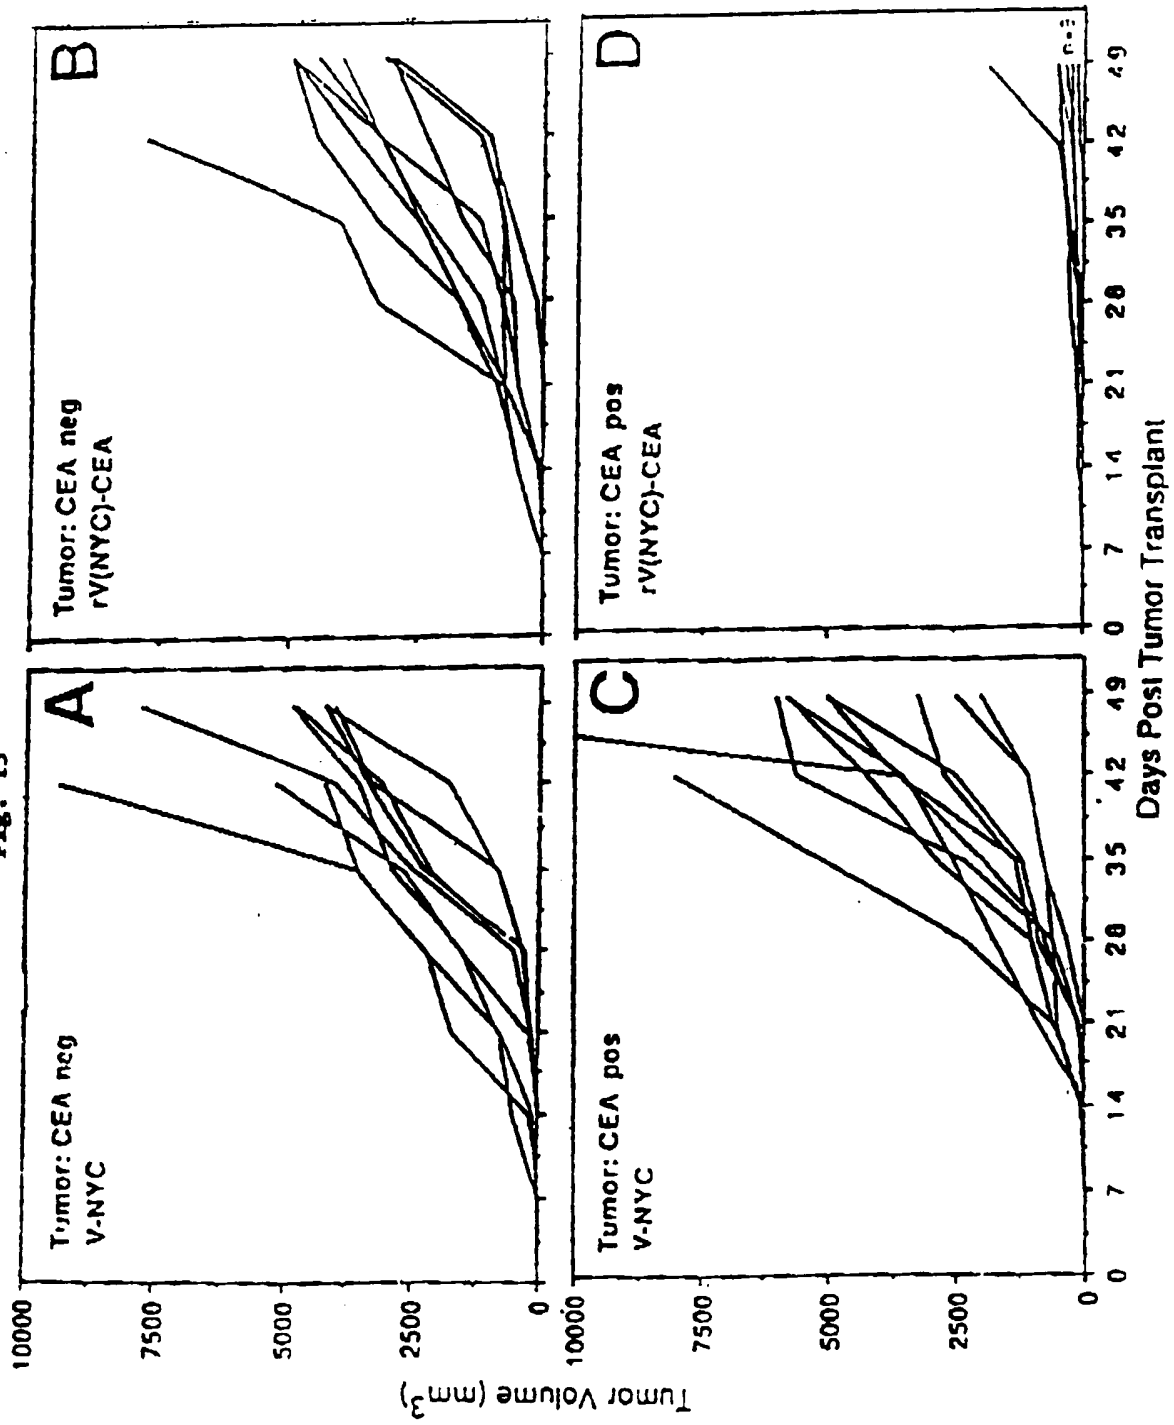 Fig. 15
A
Tumor: CEA neg
V-NYC
B
Tumor: CEA neg
rV(NYC)-CEA
C
Tumor: CEA pos
V-NYC
D
Tumor: CEA pos
rV(NYC)-CEA
Tumor Volume (mm3)
10000
7500
5000
2500
0
10000
7500
5000
2500
0
0 7 14 21 28 35 42 49
0 7 14 21 28 35 42 49
Days Post Tumor Transplant